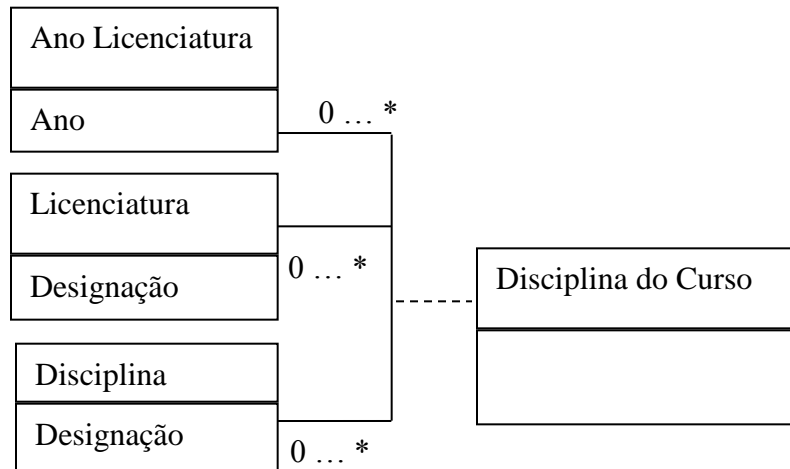 Ano Licenciatura
Ano
0 … *
Licenciatura
Designação
0 … *
Disciplina do Curso
Disciplina
Designação
0 … *